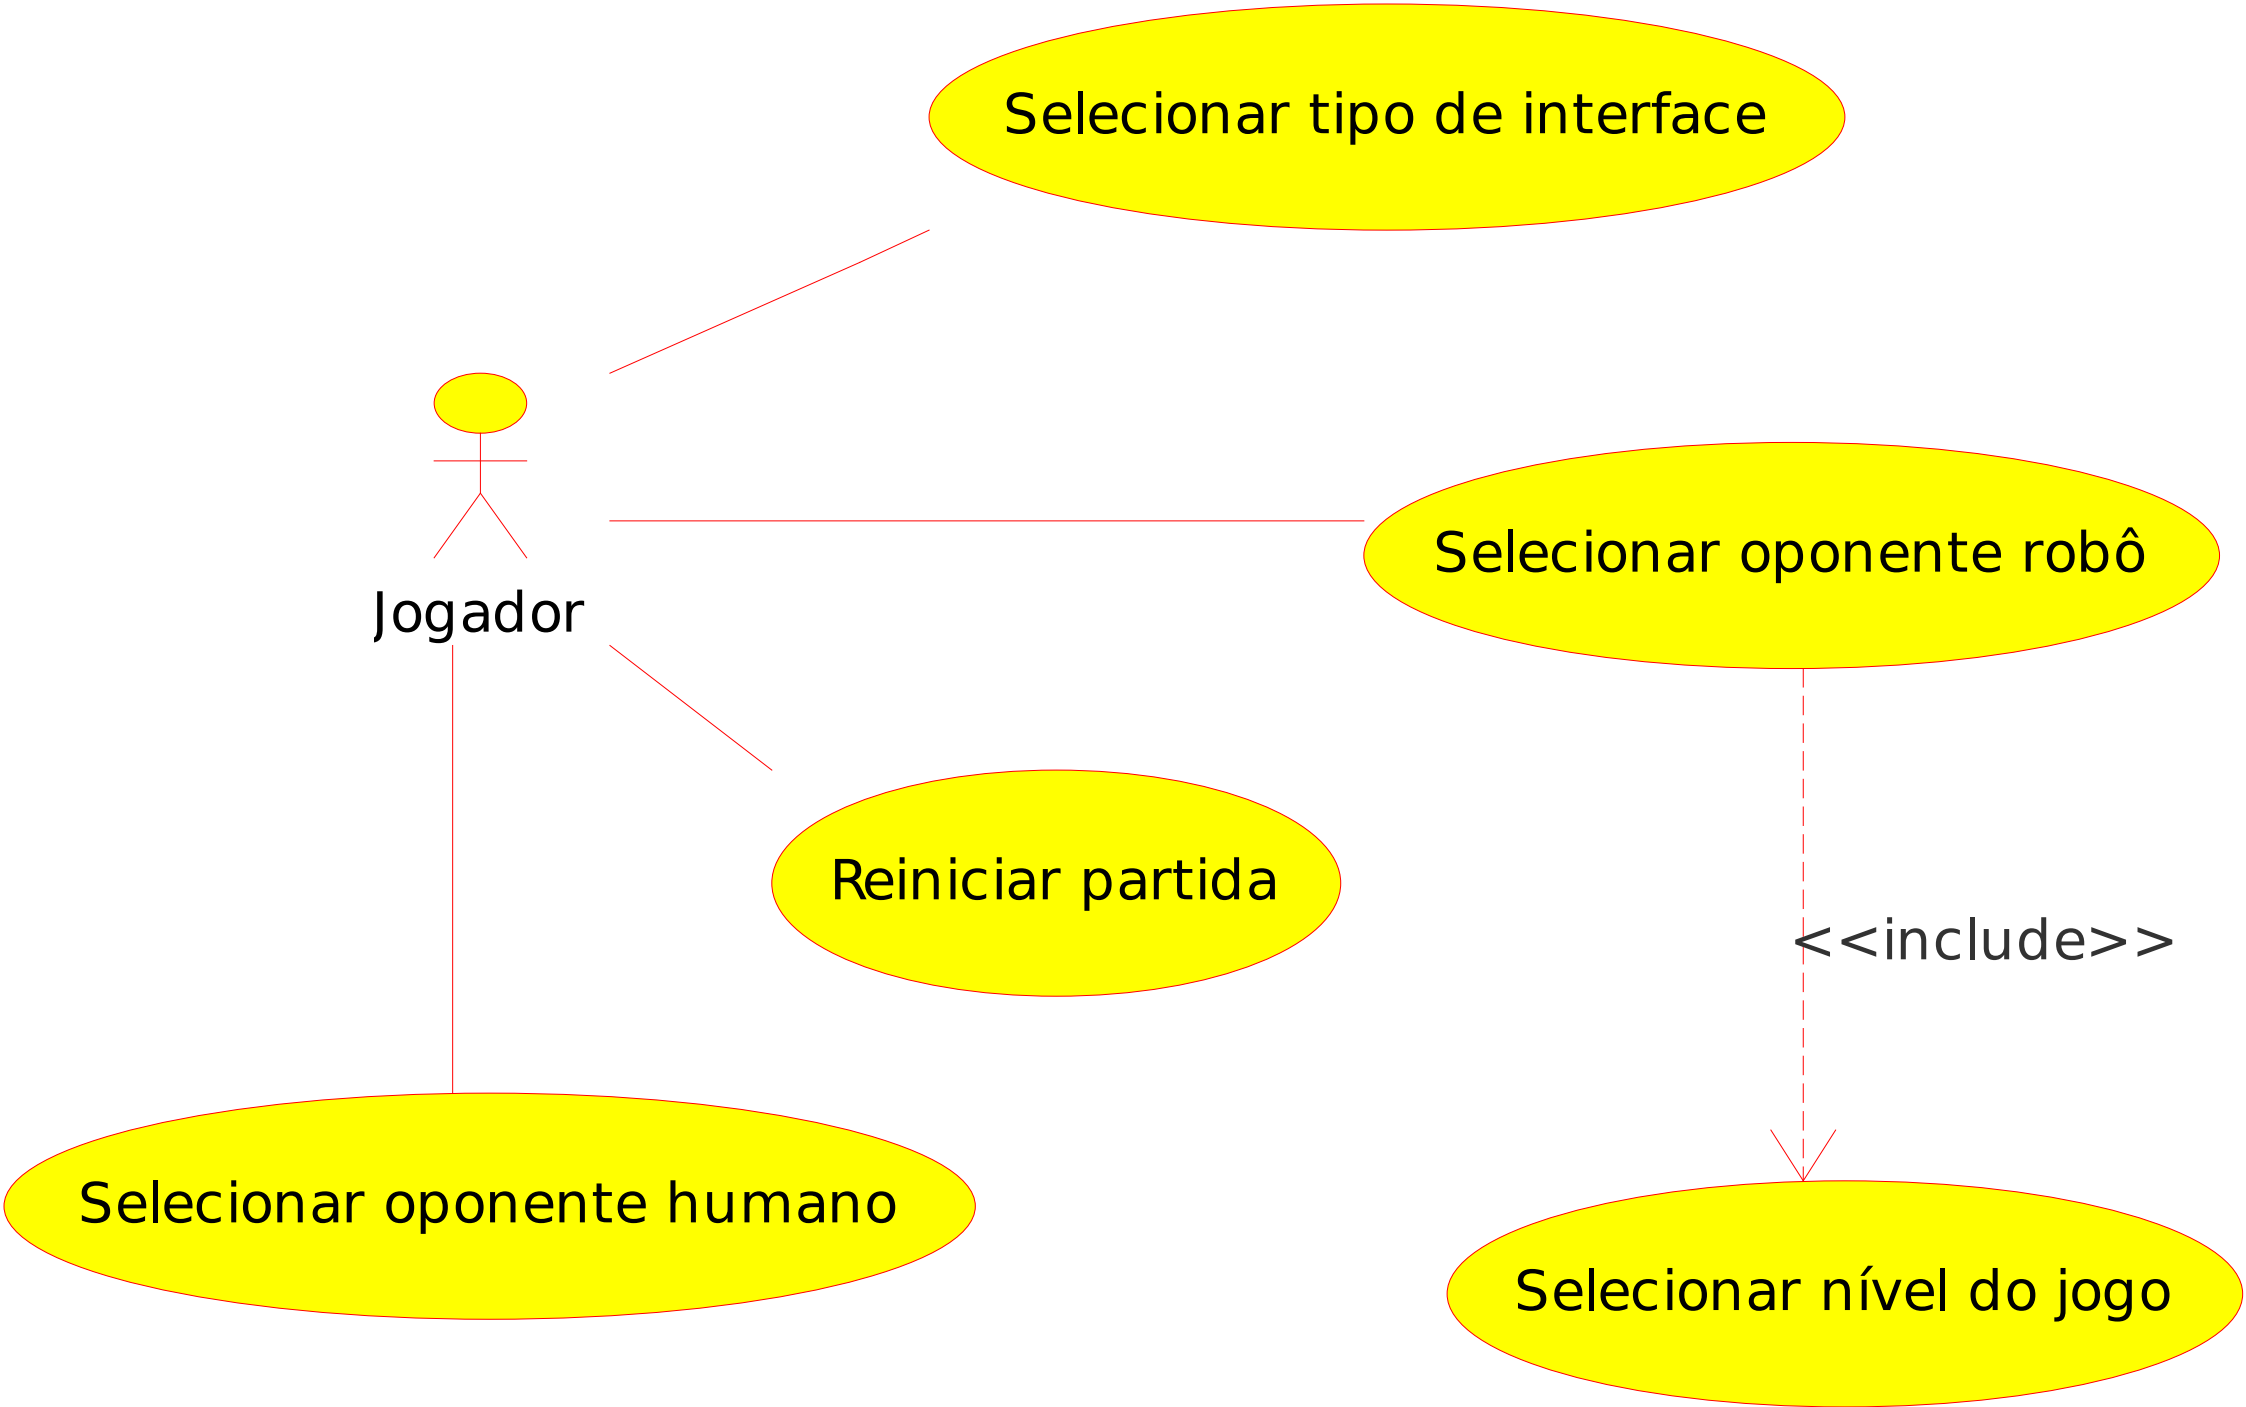 Selecionar tipo de interface
Selecionar oponente robô
Jogador
Reiniciar partida
<<include>>
Selecionar oponente humano
Selecionar nível do jogo